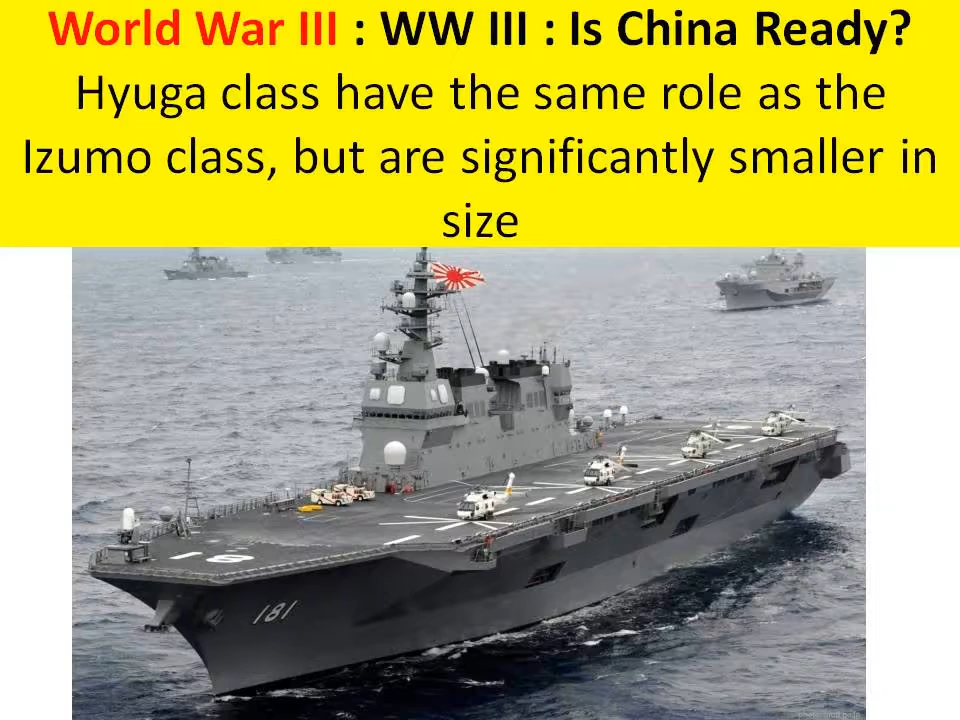 World War III : WW III : Is China Ready?
Hyuga class have the same role as the
Izumo class, but are significantly smaller in
size
181
18